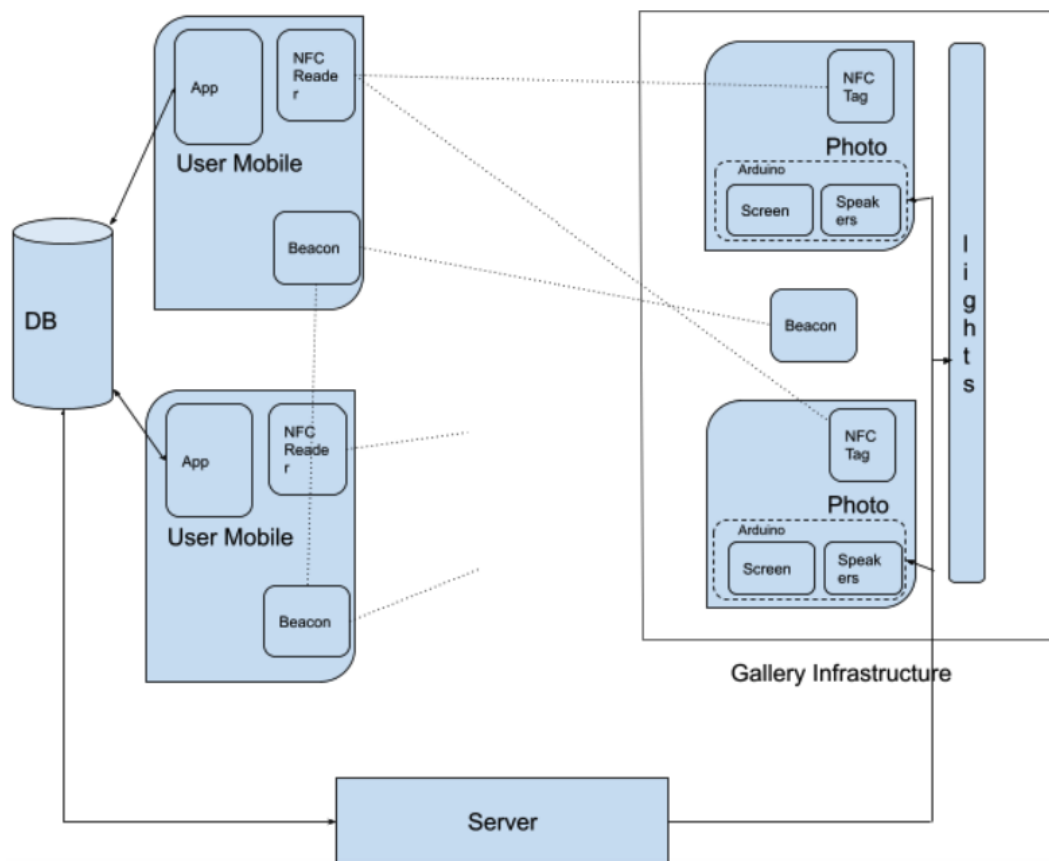 App
NFC
Reade
r
User Mobile
Beacon
DB
App
NFC
Reade
r
User Mobile
Beacon
NFC
Tag
Photo
Arduino
Screen
Speak
ers
Beacon
NFC
Tag
Photo
Arduino
Screen
Speak
ers
l
i
g
h
t
s
Gallery Infrastructure
Server